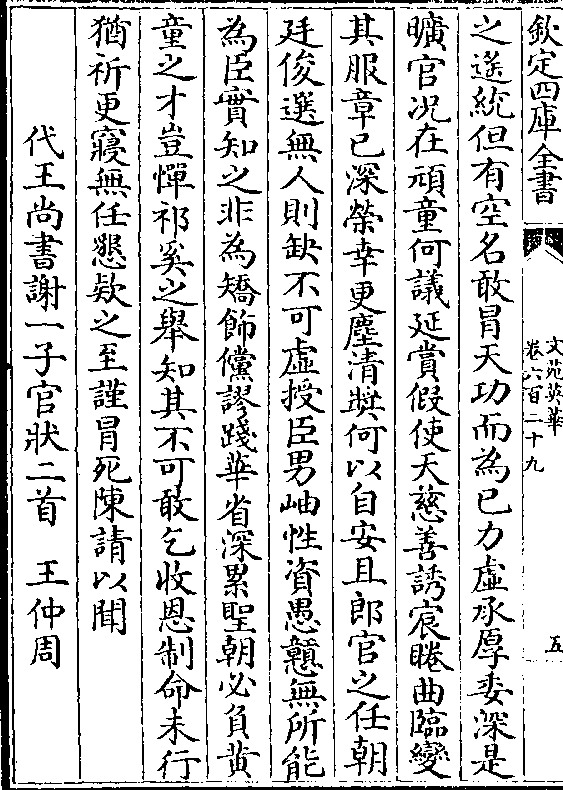 欽定四庫全書
文苑英華
卷六百二十九
五
之遥統但有空名敢冒天功而為己力虛承厚委深是
曠官况在頑童何議延賞假使天慈善誘宸睠曲臨變
其服章已深榮幸更塵清奬何以自安且郎官之任朝
廷俊選無人則缺不可虛授臣男岫性資愚戇無所能
為臣實知之非為矯飾儻謬踐華省深累聖朝必負黄
童之才豈憚祁奚之舉知其不可敢乞收恩制命未行
猶祈更寢無任懇欵之至謹冒死陳請以聞
代王尚書謝一子官狀二首　王仲周